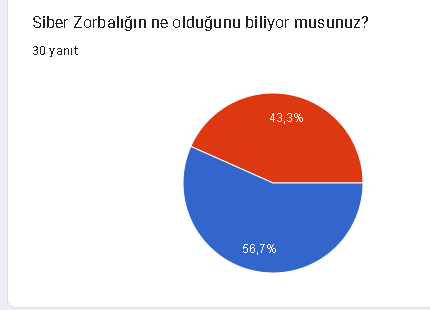 Siber Zorbalığın ne olduğunu biliyor musunuz?
30 yanıt
43,3%
56,7%